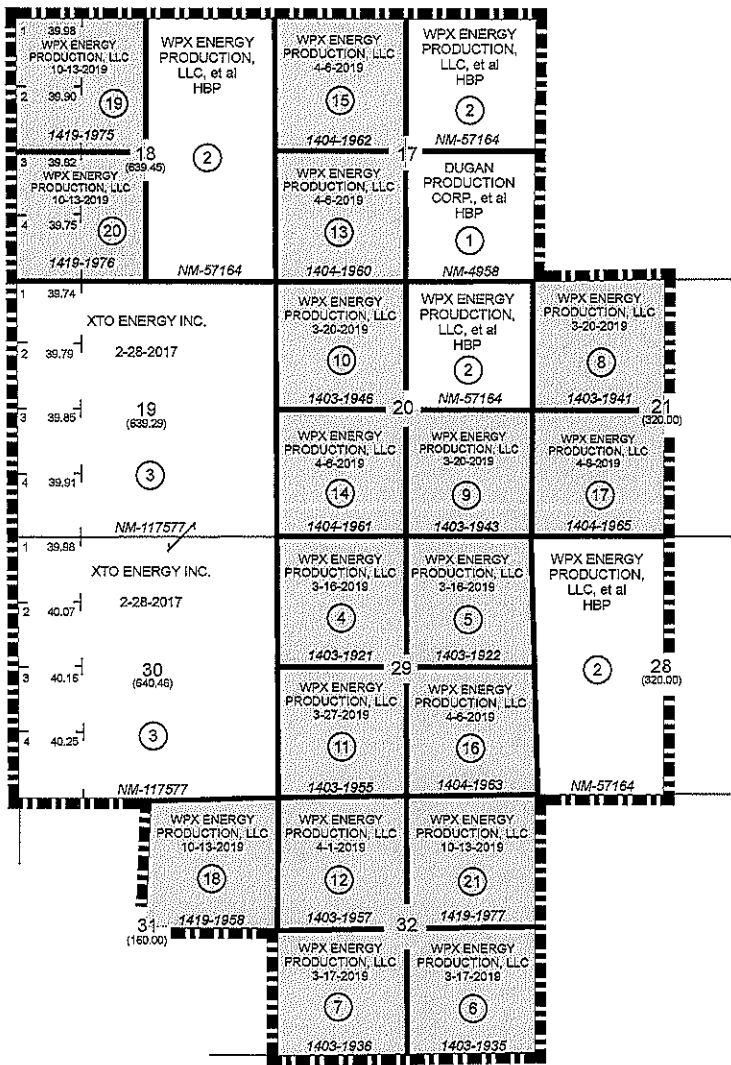 1 39.98
WPX ENERGY
PRODUCTION, LLC
10-13-2019
2 39.90
19
1419-1975
WPX ENERGY
PRODUCTION,
LLC, et al
HBP
2
NM-57164
18
(639.45)
3 39.82
WPX ENERGY
PRODUCTION, LLC
10-13-2019
4 39.75
20
1419-1976
WPX ENERGY
PRODUCTION, LLC
4-6-2019
15
1404-1962
WPX ENERGY
PRODUCTION,
LLC, et al
HBP
2
NM-57164
17
WPX ENERGY
PRODUCTION, LLC
4-6-2019
13
1404-1960
DUGAN
PRODUCTION
CORP., et al
HBP
1
NM-4958
1 39.74
XTO ENERGY INC.
2 39.79
2-28-2017
3 39.85
19
(639.29)
4 39.91
3
NM-117577
WPX ENERGY
PRODUCTION, LLC
3-20-2019
10
1403-1946
WPX ENERGY
PROUDCTION,
LLC, et al
HBP
2
NM-57164
20
WPX ENERGY
PRODUCTION, LLC
4-6-2019
14
1404-1961
WPX ENERGY
PRODUCTION, LLC
3-20-2019
9
1403-1943
WPX ENERGY
PRODUCTION, LLC
3-20-2019
8
1403-1941
21
(320.00)
WPX ENERGY
PRODUCTION, LLC
4-6-2019
17
1404-1965
1 39.98
XTO ENERGY INC.
2 40.07
2-28-2017
3 40.16
30
(640.46)
4 40.25
3
NM-117577
WPX ENERGY
PRODUCTION, LLC
3-16-2019
4
1403-1921
WPX ENERGY
PRODUCTION, LLC
3-16-2019
5
1403-1922
29
WPX ENERGY
PRODUCTION, LLC
3-27-2019
11
1403-1955
WPX ENERGY
PRODUCTION, LLC
4-6-2019
16
1404-1963
WPX ENERGY
PRODUCTION,
LLC, et al
HBP
2
28
(320.00)
NM-57164
WPX ENERGY
PRODUCTION, LLC
10-13-2019
18
1419-1958
31
(160.00)
WPX ENERGY
PRODUCTION, LLC
4-1-2019
12
1403-1957
WPX ENERGY
PRODUCTION, LLC
10-13-2019
21
1419-1977
32
WPX ENERGY
PRODUCTION, LLC
3-17-2019
7
1403-1936
WPX ENERGY
PRODUCTION, LLC
3-17-2019
6
1403-1935